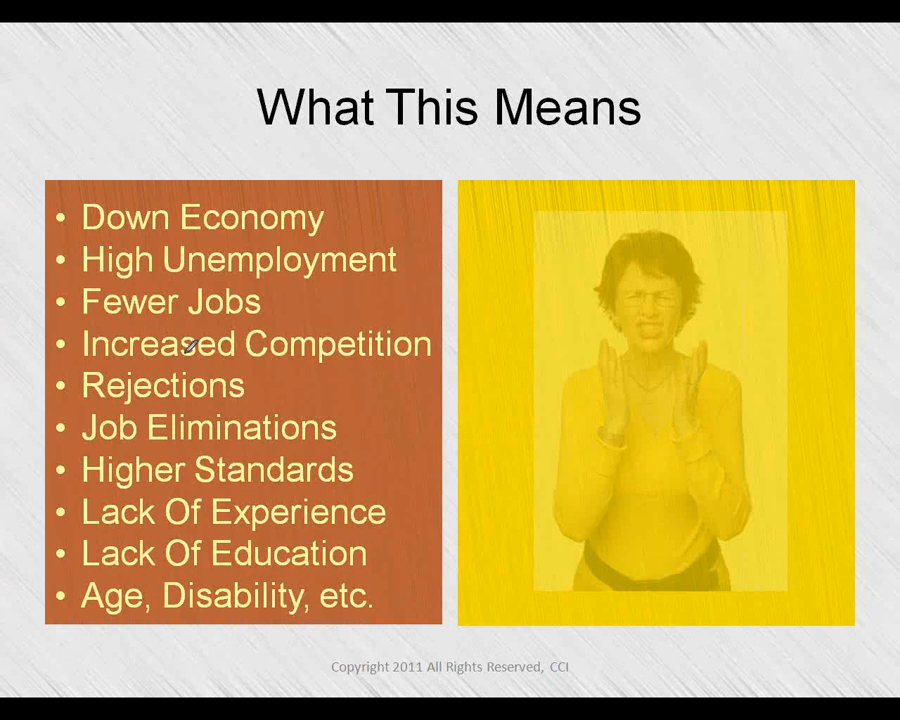 What This Means
• Down Economy
• High Unemployment
• Fewer Jobs
• Increased Competition
• Rejections
• Job Eliminations
• Higher Standards
• Lack Of Experience
• Lack Of Education
• Age, Disability, etc.
Copyright 2011 All Rights Reserved, CCI